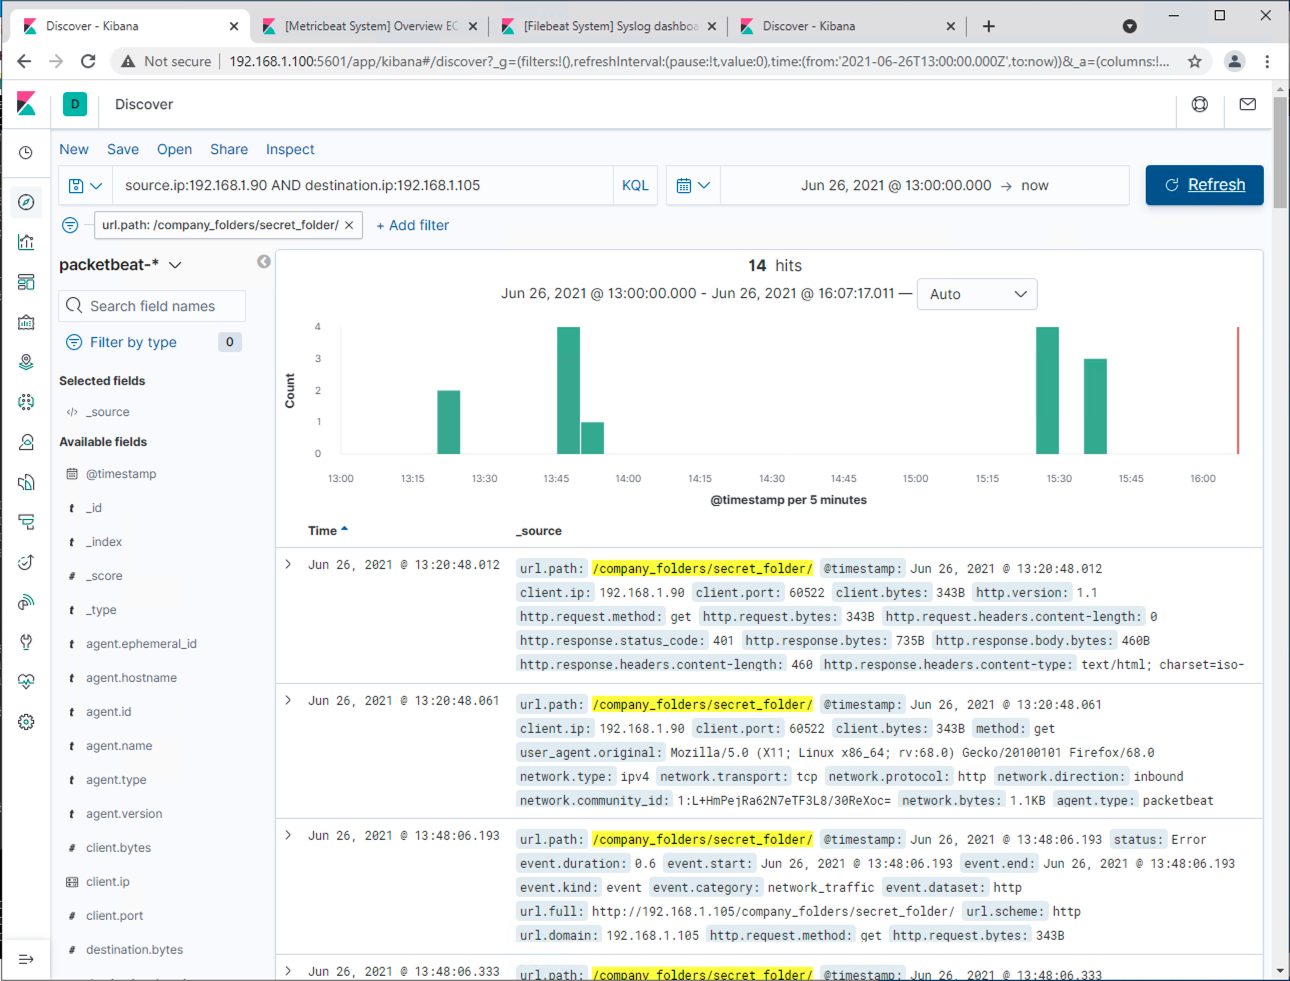 Discover - Kibana
[Metricbeat System] Overview EC
[Filebeat System] Syslog dashboa
Discover - Kibana
Not secure
192.168.1.100:5601/app/kibana#/discover?_g=(filters:!(),refreshInterval:(pause:!t,value:0),time:(from:'2021-06-26T13:00:00.000Z',to:now))&_a=(columns:!...
D
Discover
New
Save
Open
Share
Inspect
source.ip:192.168.1.90 AND destination.ip:192.168.1.105
KQL
Jun 26, 2021 @ 13:00:00.000 → now
Refresh
url.path: /company_folders/secret_folder/ ×
+ Add filter
packetbeat-*
Search field names
Filter by type 0
Selected fields
_source
Available fields
@timestamp
t _id
t _index
# _score
t _type
t agent.ephemeral_id
t agent.hostname
t agent.id
t agent.name
t agent.type
t agent.version
# client.bytes
client.ip
# client.port
# destination.bytes
14 hits
Jun 26, 2021 @ 13:00:00.000 - Jun 26, 2021 @ 16:07:17.011 — Auto
Count
4
3
2
1
0
13:00 13:15 13:30 13:45 14:00 14:15 14:30 14:45 15:00 15:15 15:30 15:45 16:00
@timestamp per 5 minutes
Time _source
Jun 26, 2021 @ 13:20:48.012
url.path: /company_folders/secret_folder/ @timestamp: Jun 26, 2021 @ 13:20:48.012
client.ip: 192.168.1.90 client.port: 60522 client.bytes: 343B http.version: 1.1
http.request.method: get http.request.bytes: 343B http.request.headers.content-length: 0
http.response.status_code: 401 http.response.bytes: 735B http.response.body.bytes: 460B
http.response.headers.content-length: 460 http.response.headers.content-type: text/html; charset=iso-
Jun 26, 2021 @ 13:20:48.061
url.path: /company_folders/secret_folder/ @timestamp: Jun 26, 2021 @ 13:20:48.061
client.ip: 192.168.1.90 client.port: 60522 client.bytes: 343B method: get
user_agent.original: Mozilla/5.0 (X11; Linux x86_64; rv:68.0) Gecko/20100101 Firefox/68.0
network.type: ipv4 network.transport: tcp network.protocol: http network.direction: inbound
network.community_id: 1:L+HmPejRa62N7eTF3L8/30ReXoc= network.bytes: 1.1KB agent.type: packetbeat
Jun 26, 2021 @ 13:48:06.193
url.path: /company_folders/secret_folder/ @timestamp: Jun 26, 2021 @ 13:48:06.193 status: Error
event.duration: 0.6 event.start: Jun 26, 2021 @ 13:48:06.193 event.end: Jun 26, 2021 @ 13:48:06.193
event.kind: event event.category: network_traffic event.dataset: http
url.full: http://192.168.1.105/company_folders/secret_folder/ url.scheme: http
url.domain: 192.168.1.105 http.request.method: get http.request.bytes: 343B
Jun 26, 2021 @ 13:48:06.333
url.path: /company_folders/secret_folder/ @timestamp: Jun 26, 2021 @ 13:48:06.333